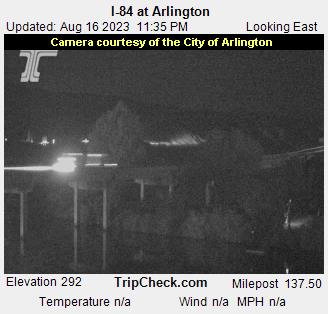 I-84 at Arlington
Updated: Aug 16 2023 11:35 PM Looking East
Camera courtesy of the City of Arlington
Elevation 292 TripCheck.com Milepost 137.50
Temperature n/a Wind n/a MPH n/a